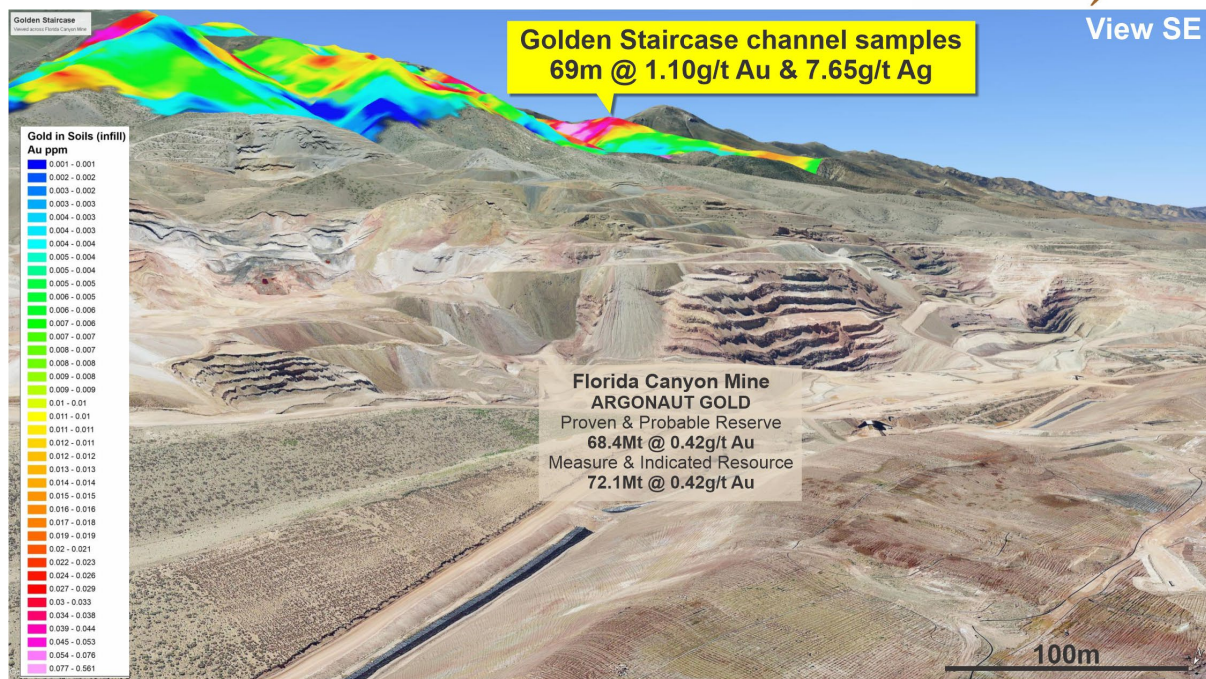 Golden Staircase
Viewed across Florida Canyon Mine
View SE
Golden Staircase channel samples
69m @ 1.10g/t Au & 7.65g/t Ag
Gold in Soils (infill)
Au ppm
0.001 - 0.001
0.002 - 0.002
0.003 - 0.002
0.003 - 0.003
0.004 - 0.003
0.004 - 0.003
0.004 - 0.004
0.005 - 0.004
0.005 - 0.004
0.005 - 0.005
0.006 - 0.005
0.006 - 0.006
0.007 - 0.006
0.007 - 0.007
0.008 - 0.007
0.008 - 0.008
0.009 - 0.008
0.009 - 0.009
0.01 - 0.01
0.011 - 0.01
0.011 - 0.011
0.012 - 0.011
0.012 - 0.012
0.013 - 0.013
0.014 - 0.014
0.015 - 0.015
0.016 - 0.016
0.017 - 0.018
0.019 - 0.019
0.02 - 0.021
0.022 - 0.023
0.024 - 0.026
0.027 - 0.029
0.03 - 0.033
0.034 - 0.038
0.039 - 0.044
0.045 - 0.053
0.054 - 0.076
0.077 - 0.561
Florida Canyon Mine
ARGONAUT GOLD
Proven & Probable Reserve
68.4Mt @ 0.42g/t Au
Measure & Indicated Resource
72.1Mt @ 0.42g/t Au
100m